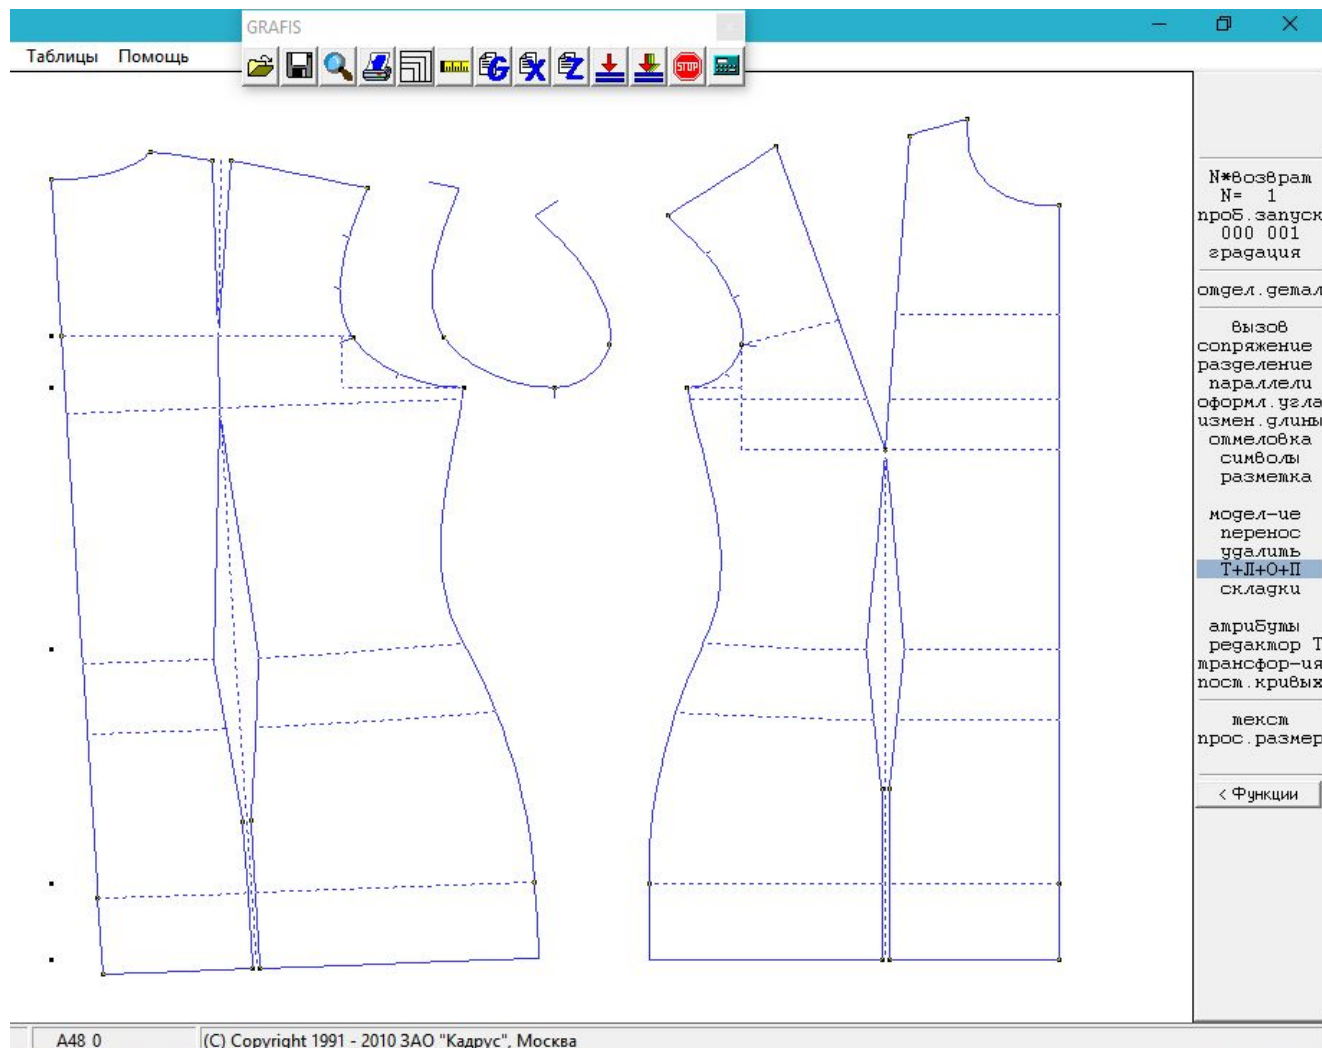 GRAFIS
Таблицы Помощь
G X Z STOP
N*возврат
N= 1
проб.запуск
000 001
градация
отдел.детал
вызов
сопряжение
разделение
параллели
оформл.угла
измен.длины
отмеловка
символы
разметка
модел-ие
перенос
удалить
Т+Л+О+П
складки
атрибуты
редактор Т
трансфор-ия
пост.кривых
текст
прос.размер
< Функции
A48 0 (C) Copyright 1991 - 2010 ЗАО "Кадрус", Москва